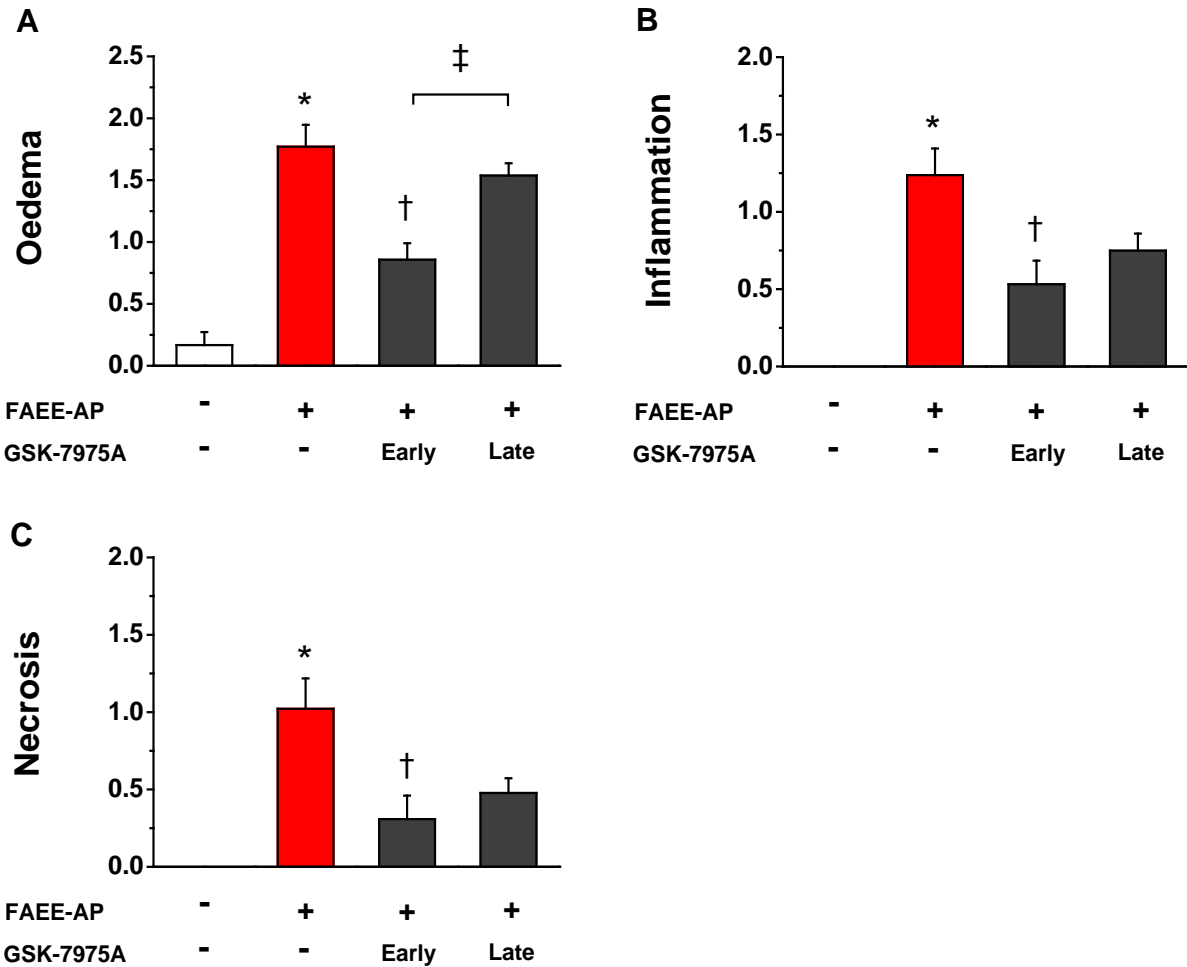 A
Oedema
2.5
2.0
1.5
1.0
0.5
0.0
*
†
‡
FAEE-AP - + + +
GSK-7975A - - Early Late
B
Inflammation
2.0
1.5
1.0
0.5
0.0
*
†
FAEE-AP - + + +
GSK-7975A - - Early Late
C
Necrosis
2.0
1.5
1.0
0.5
0.0
*
†
FAEE-AP - + + +
GSK-7975A - - Early Late